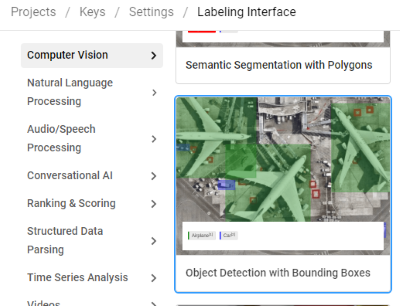 Projects / Keys / Settings / Labeling Interface
Computer Vision
Natural Language
Processing
Audio/Speech
Processing
Conversational AI
Ranking & Scoring
Structured Data
Parsing
Time Series Analysis
Videos
Semantic Segmentation with Polygons
Airplane
Car
Object Detection with Bounding Boxes